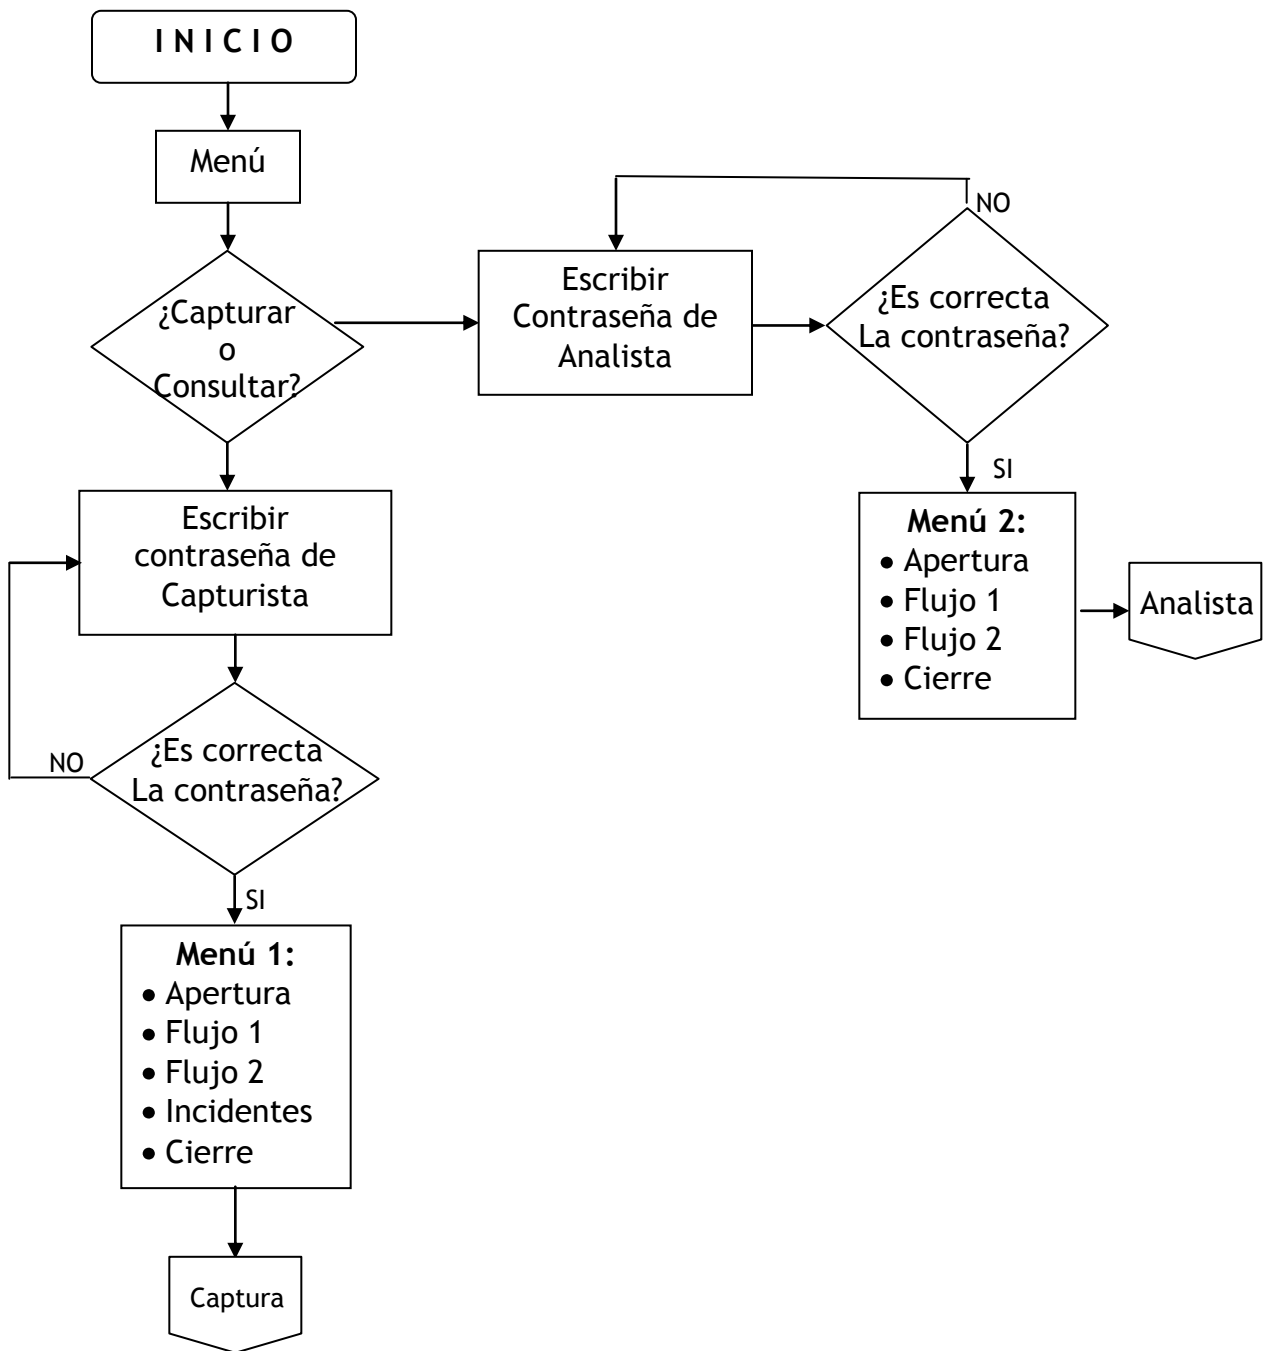 I N I C I O
Menú
¿Capturar
o
Consultar?
Escribir
Contraseña de
Analista
NO
¿Es correcta
La contraseña?
SI
Menú 2:
• Apertura
• Flujo 1
• Flujo 2
• Cierre
Analista
Escribir
contraseña de
Capturista
NO
¿Es correcta
La contraseña?
SI
Menú 1:
• Apertura
• Flujo 1
• Flujo 2
• Incidentes
• Cierre
Captura